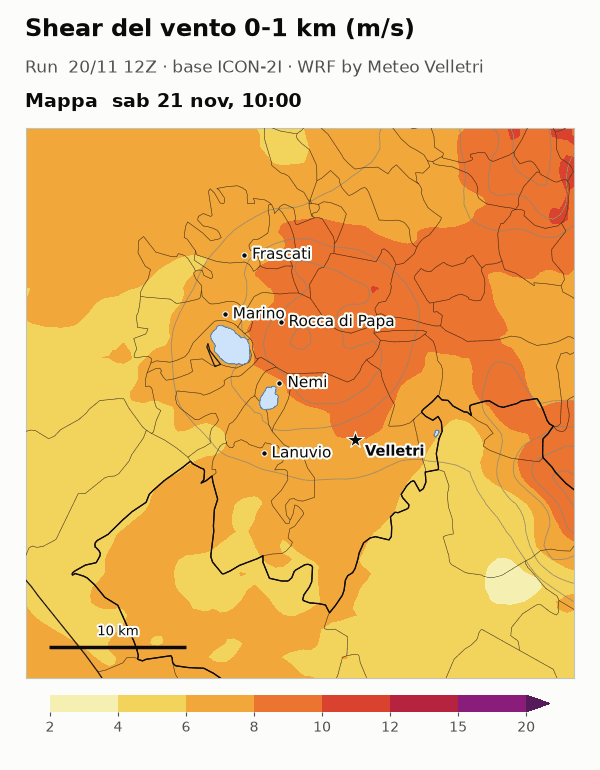 Shear del vento 0-1 km (m/s)
Run  20/11 12Z · base ICON-2I · WRF by Meteo Velletri
Mappa  sab 21 nov, 10:00
Frascati
Marino
Rocca di Papa
Nemi
Velletri
Lanuvio
10 km
2 4 6 8 10 12 15 20